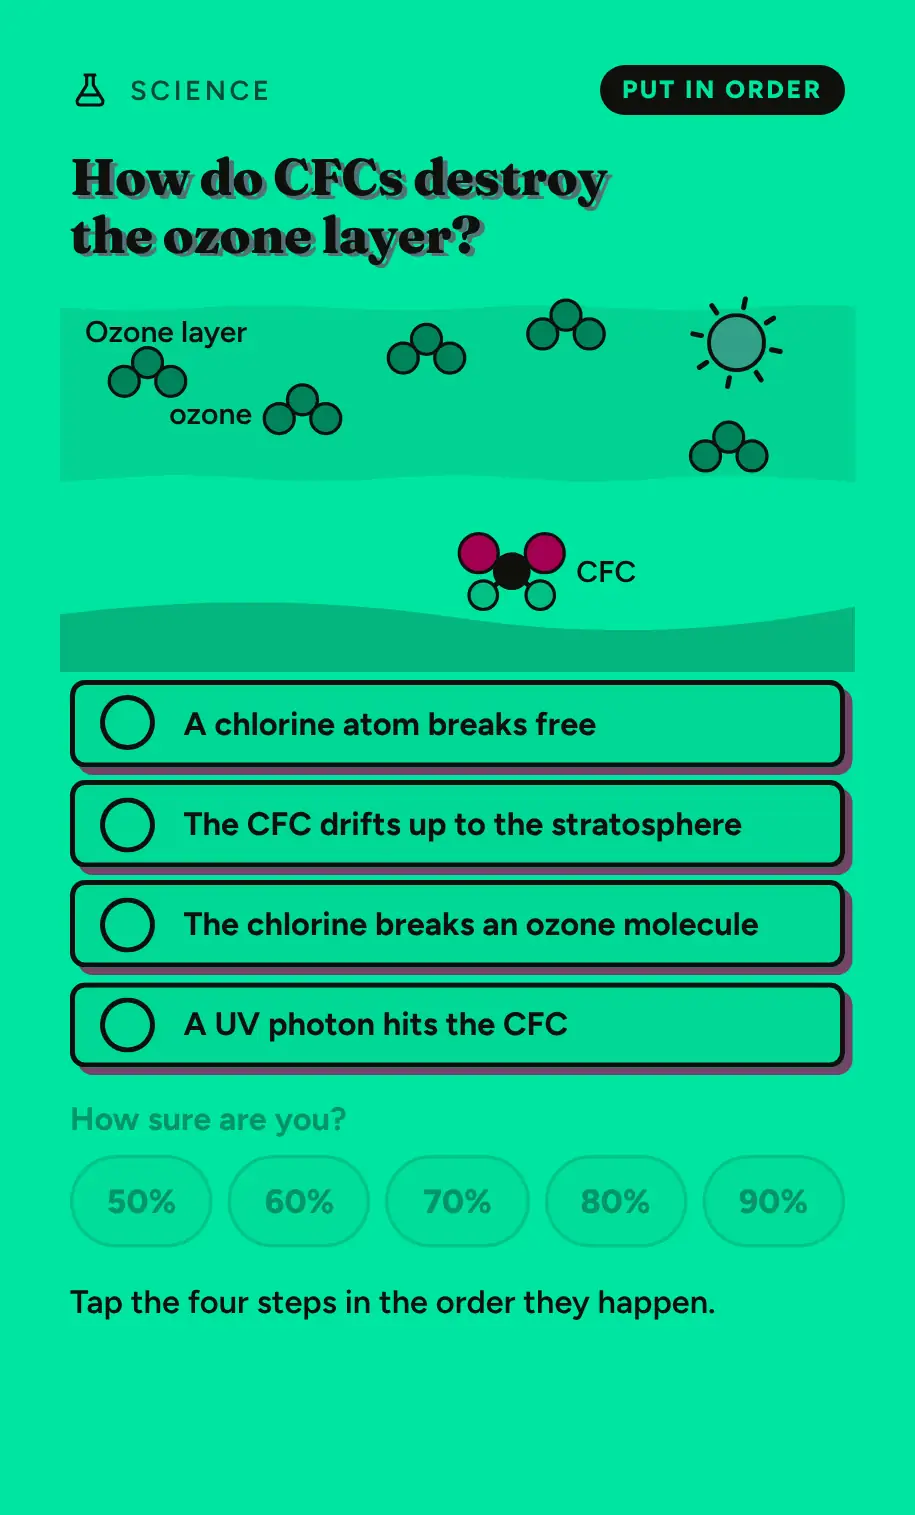 SCIENCE
PUT IN ORDER
How do CFCs destroy
the ozone layer?
Ozone layer
ozone
CFC
A chlorine atom breaks free
The CFC drifts up to the stratosphere
The chlorine breaks an ozone molecule
A UV photon hits the CFC
How sure are you?
50%
60%
70%
80%
90%
Tap the four steps in the order they happen.